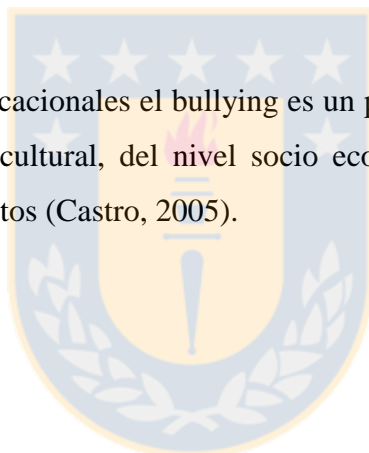 cacionales el bullying es un p
cultural, del nivel socio eco
tos (Castro, 2005).